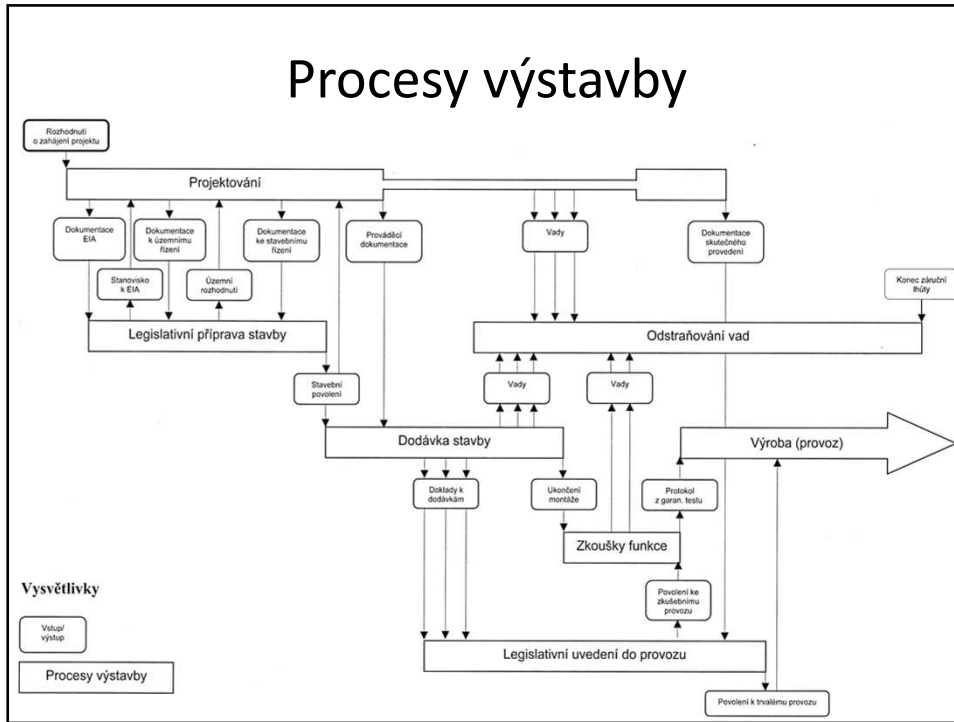 Procesy výstavby
Rozhodnutí
o zahájení projektu
Projektování
Dokumentace
EIA
Dokumentace
k územnímu
řízení
Dokumentace
ke stavebnímu
řízení
Prováděcí
dokumentace
Vady
Dokumentace
skutečného
provedení
Stanovisko
k EIA
Územní
rozhodnutí
Konec záruční
lhůty
Legislativní příprava stavby
Odstraňování vad
Stavební
povolení
Vady
Vady
Dodávka stavby
Výroba (provoz)
Doklady k
dodávkám
Ukončení
montáže
Protokol
z garan. testu
Zkoušky funkce
Vysvětlivky
Povolení ke
zkušebnímu
provozu
Vstup/
výstup
Legislativní uvedení do provozu
Procesy výstavby
Povolení k trvalému provozu